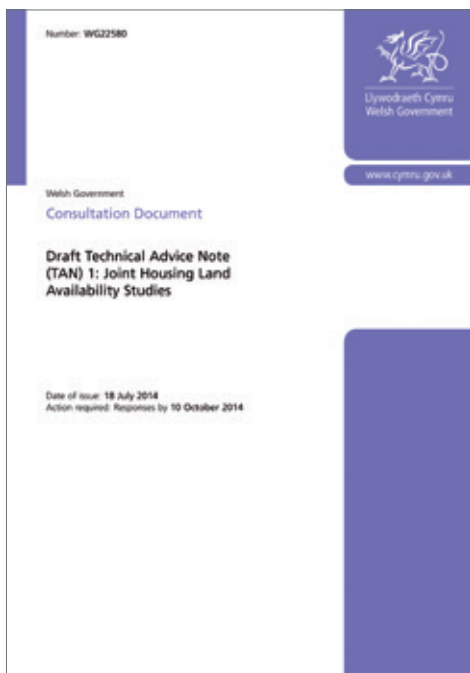 Number: WG22580
Llywodraeth Cymru
Welsh Government
www.cymru.gov.uk
Welsh Government
Consultation Document
Draft Technical Advice Note
(TAN) 1: Joint Housing Land
Availability Studies
Date of issue: 18 July 2014
Action required: Responses by 10 October 2014